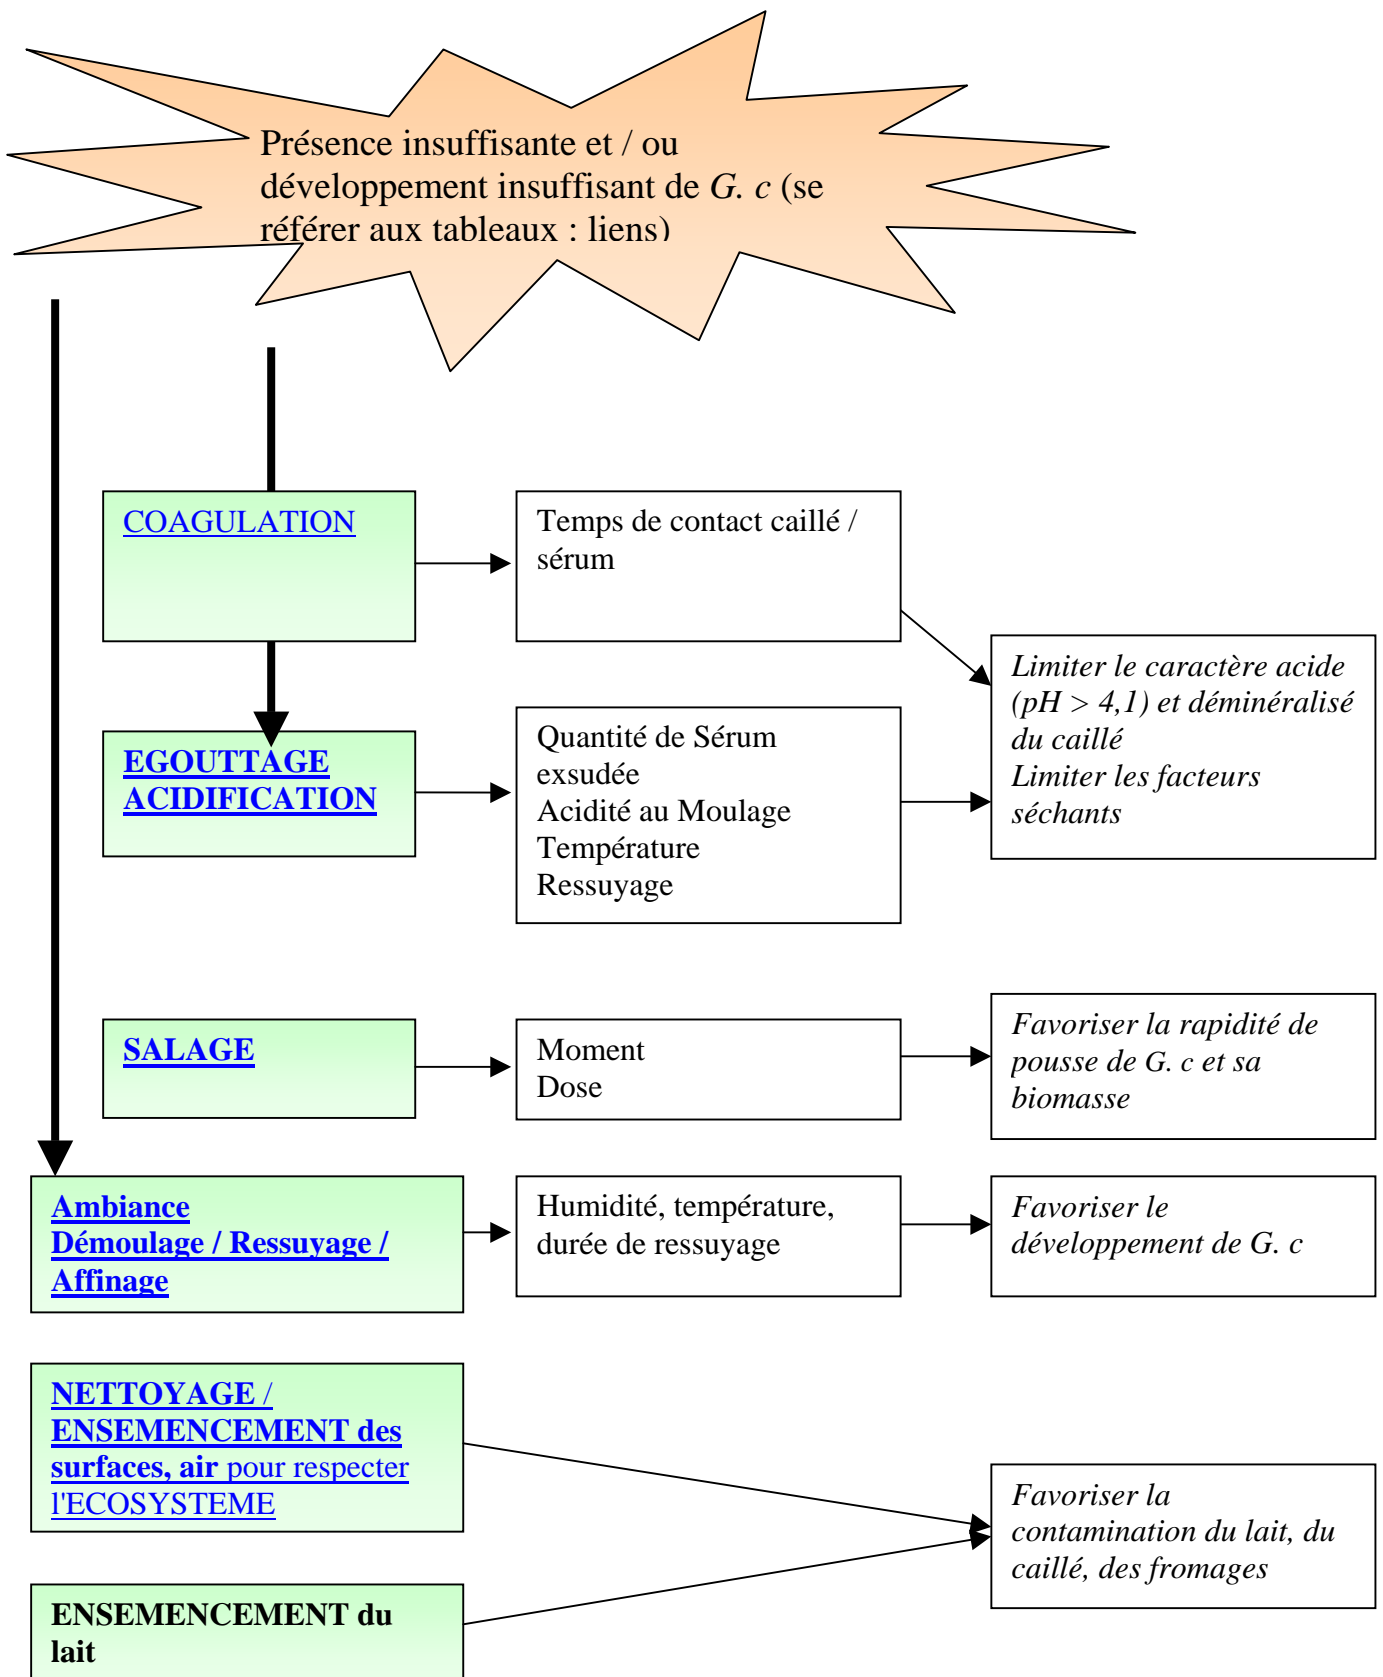 Présence insuffisante et / ou
développement insuffisant de G. c (se
référer aux tableaux : liens)
COAGULATION
Temps de contact caillé /
sérum
Limiter le caractère acide
(pH > 4,1) et déminéralisé
du caillé
Limiter les facteurs
séchants
EGOUTTAGE
ACIDIFICATION
Quantité de Sérum
exsudée
Acidité au Moulage
Température
Ressuyage
SALAGE
Moment
Dose
Favoriser la rapidité de
pousse de G. c et sa
biomasse
Ambiance
Démoulage / Ressuyage /
Affinage
Humidité, température,
durée de ressuyage
Favoriser le
développement de G. c
NETTOYAGE /
ENSEMENCEMENT des
surfaces, air pour respecter
l'ECOSYSTEME
Favoriser la
contamination du lait, du
caillé, des fromages
ENSEMENCEMENT du
lait